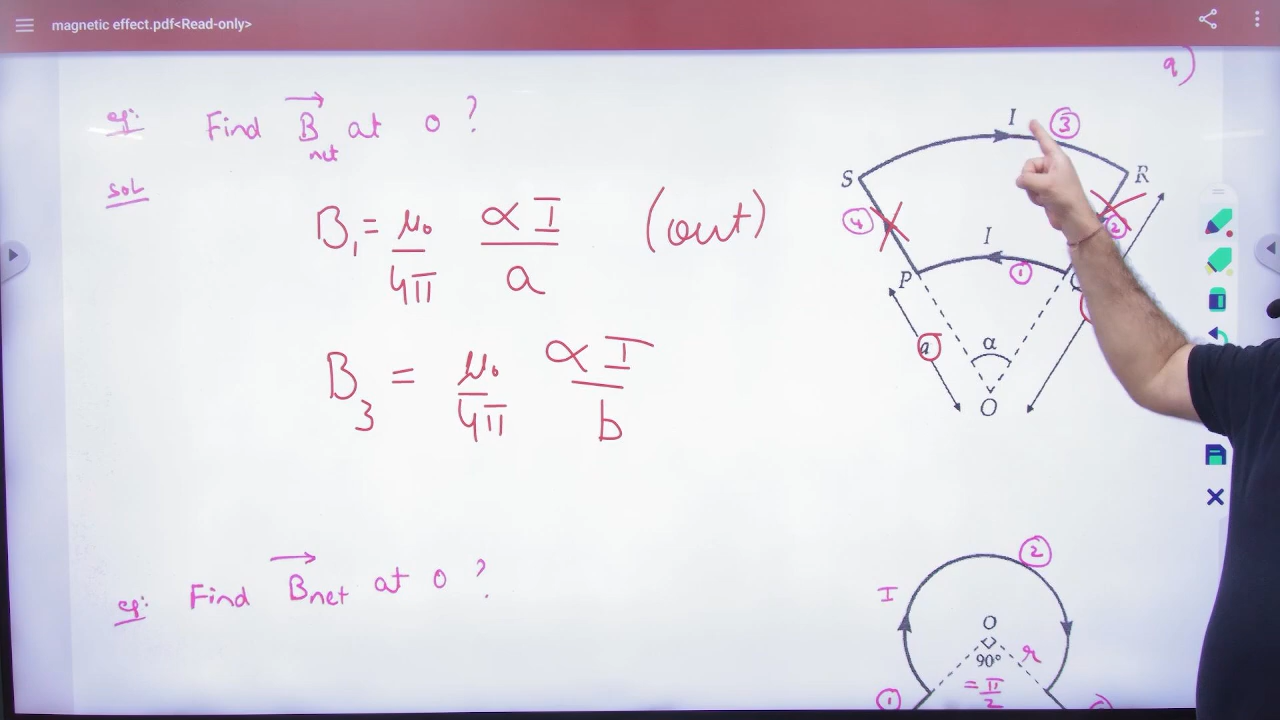 magnetic effect.pdf<Read-only>
9)
eg: Find B⃗net at O ?
sol
B₁ = μ₀/4π αI/a (out)
B₃ = μ₀/4π αI/b
I ③
S R
④ ②
I
P ①
a α
O
eg: Find B⃗net at O ?
②
I
O
90° r
= π/2
①